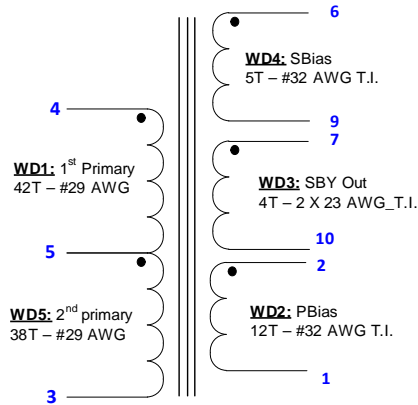 6
WD4: SBias
5T – #32 AWG T.I.
9
4
7
WD1: 1st Primary
42T – #29 AWG
WD3: SBY Out
4T – 2 X 23 AWG_T.I.
5
10
2
WD5: 2nd primary
38T – #29 AWG
WD2: PBias
12T – #32 AWG T.I.
1
3